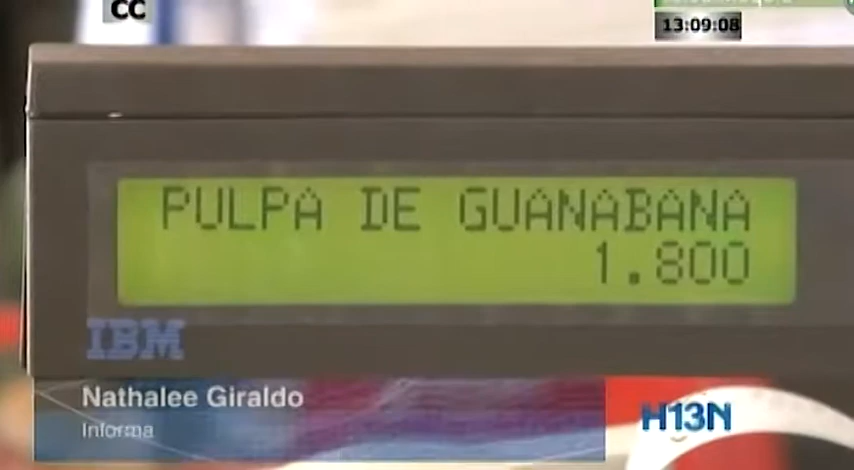 CC
13:09:08
PULPA DE GUANABANA
1.800
IBM
Nathalee Giraldo
Informa
H13N